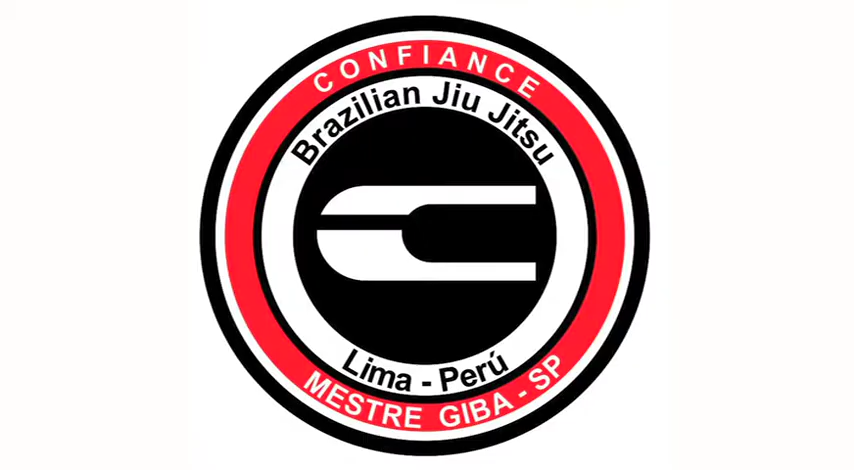 CONFIANCE
Brazilian Jiu Jitsu
Lima - Perú
MESTRE GIBA - SP